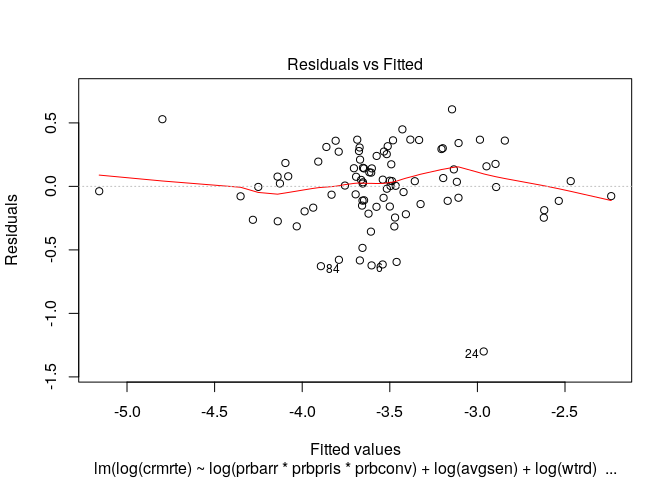 Residuals vs Fitted
Residuals
0.5
0.0
-0.5
-1.0
-1.5
84
6
24
-5.0 -4.5 -4.0 -3.5 -3.0 -2.5
Fitted values
lm(log(crmrte) ~ log(prbarr * prbpris * prbconv) + log(avgsen) + log(wtrd) ...